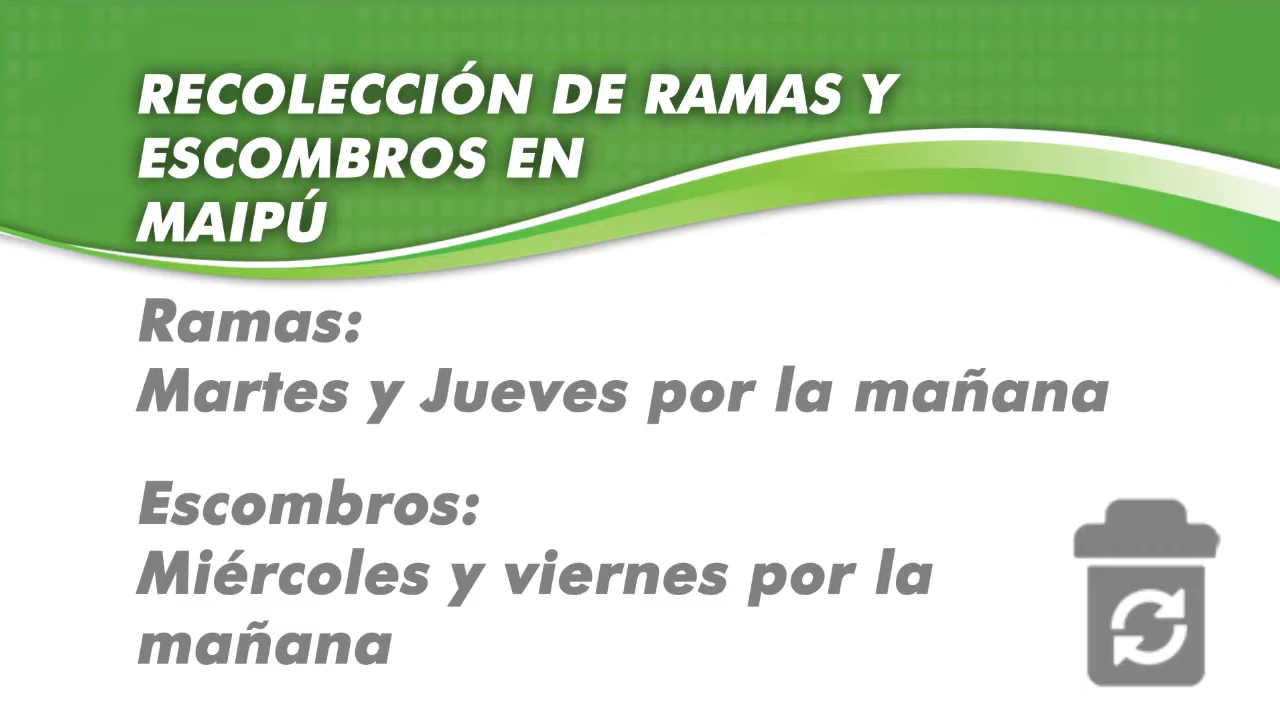 RECOLECCIÓN DE RAMAS Y
ESCOMBROS EN
MAIPÚ
Ramas:
Martes y Jueves por la mañana
Escombros:
Miércoles y viernes por la
mañana